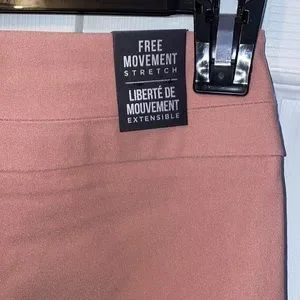 FREE
MOVEMENT
STRETCH
LIBERTÉ DE
MOUVEMENT
EXTENSIBLE